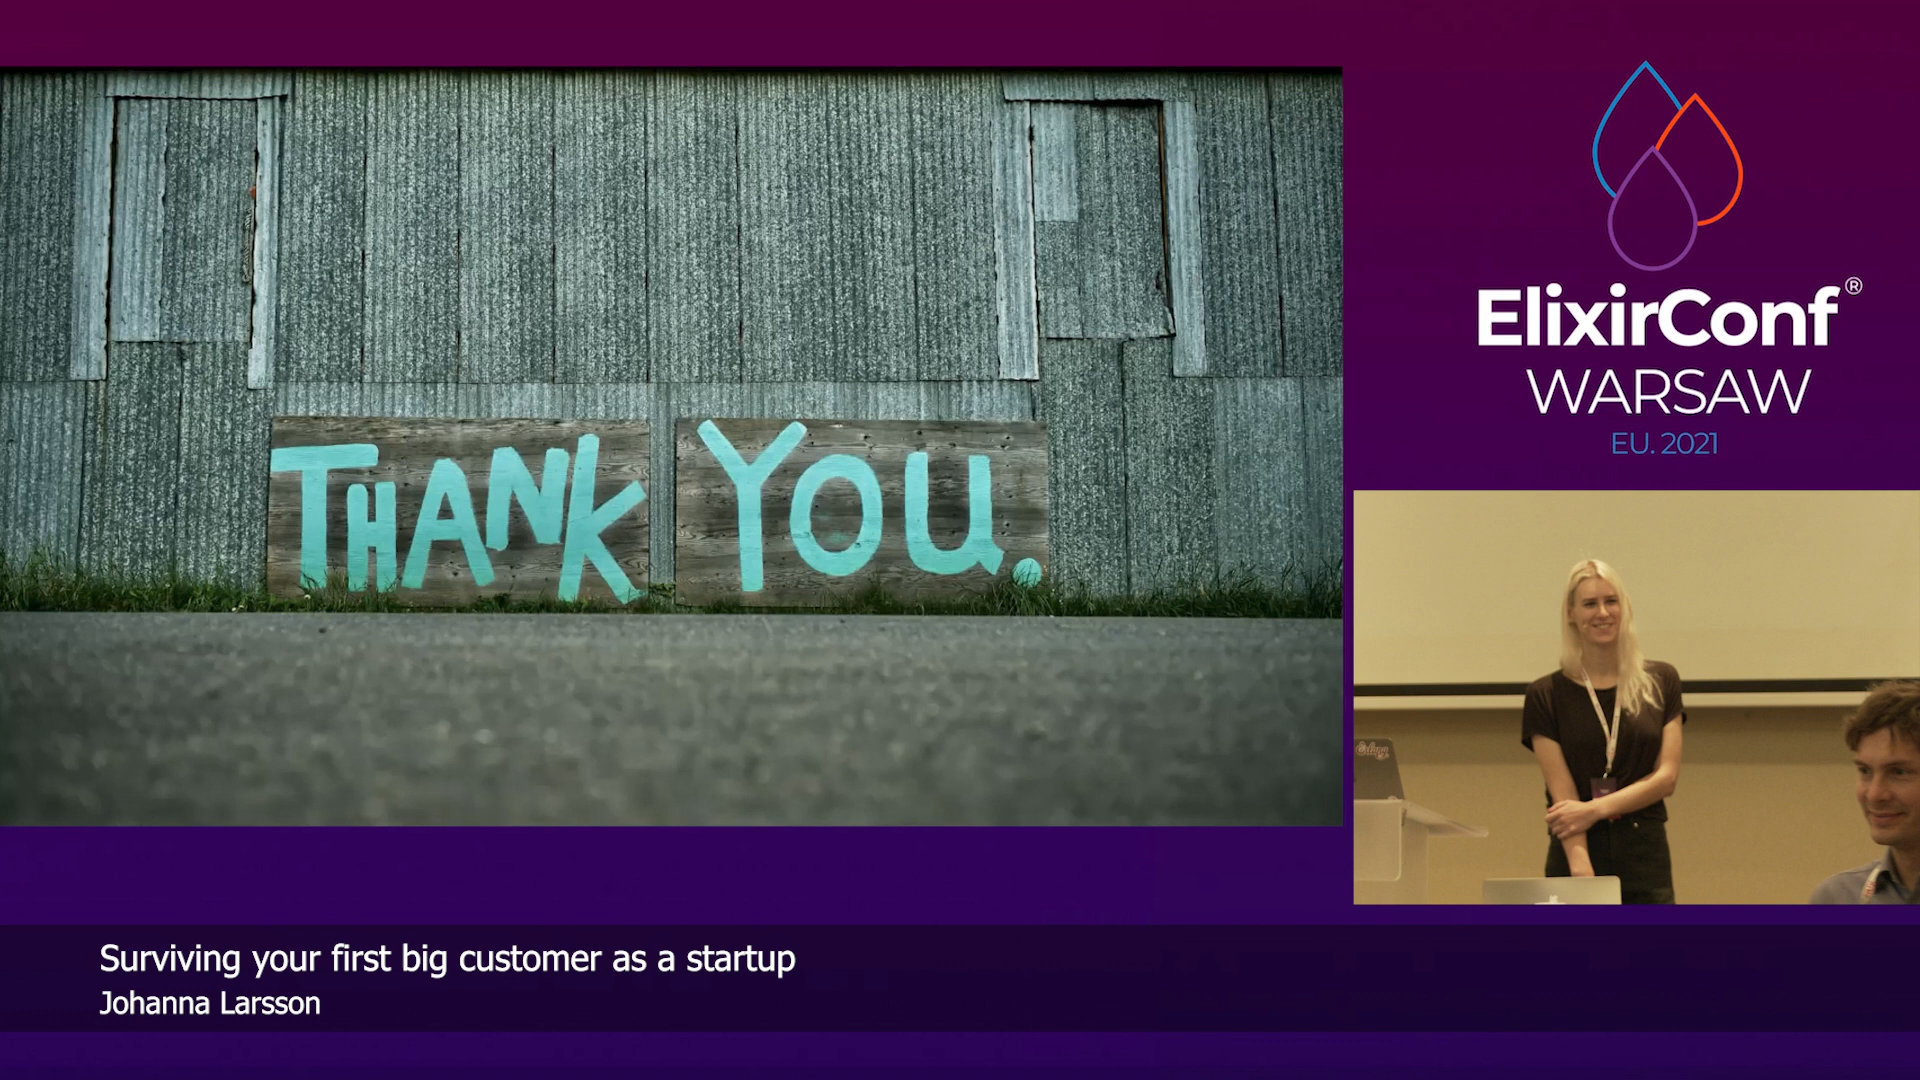 THANK YOU.
ElixirConf®
WARSAW
EU. 2021
Surviving your first big customer as a startup
Johanna Larsson